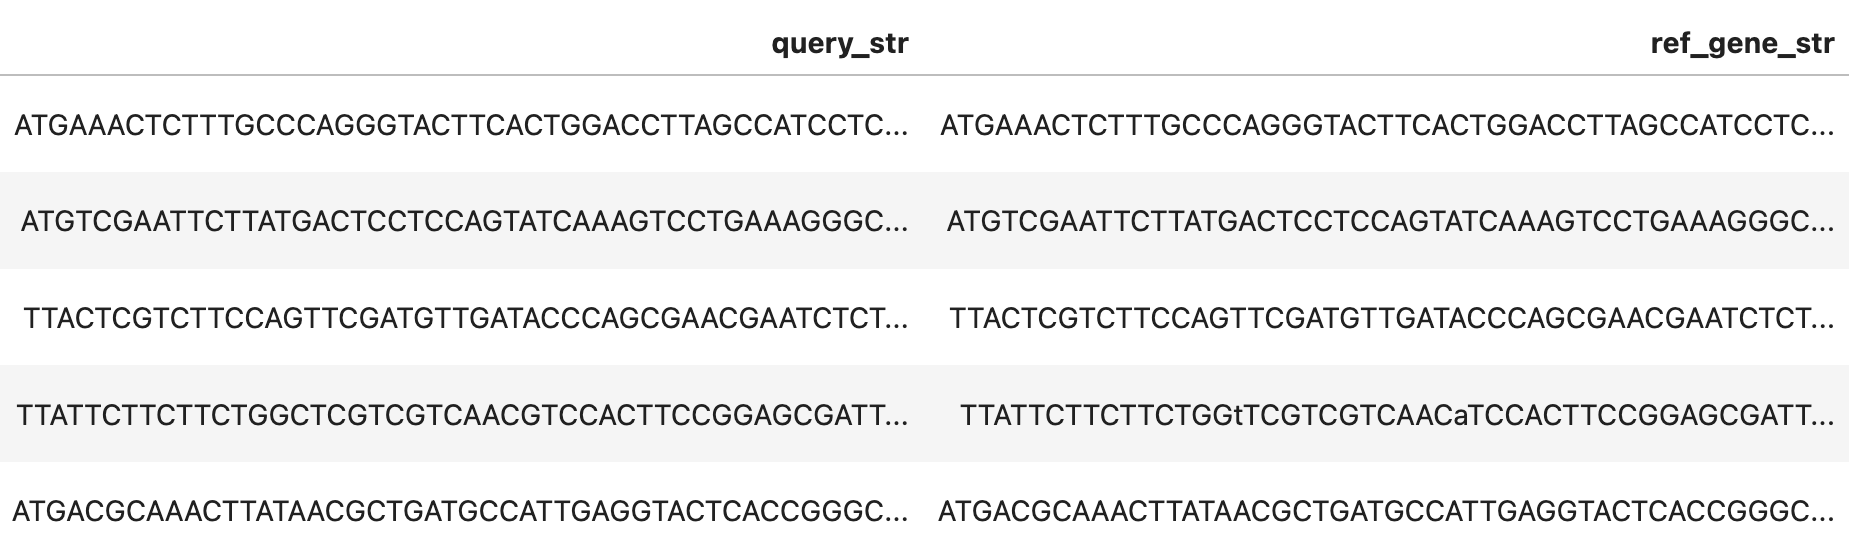 query_str ref_gene_str
ATGAAACTCTTTGCCCAGGGTACTTCACTGGACCTTAGCCATCCTC... ATGAAACTCTTTGCCCAGGGTACTTCACTGGACCTTAGCCATCCTC...
ATGTCGAATTCTTATGACTCCTCCAGTATCAAAGTCCTGAAAGGGC... ATGTCGAATTCTTATGACTCCTCCAGTATCAAAGTCCTGAAAGGGC...
TTACTCGTCTTCCAGTTCGATGTTGATACCCAGCGAACGAATCTCT... TTACTCGTCTTCCAGTTCGATGTTGATACCCAGCGAACGAATCTCT...
TTATTCTTCTTCTGGCTCGTCGTCAACGTCCACTTCCGGAGCGATT... TTATTCTTCTTCTGGtTCGTCGTCAACaTCCACTTCCGGAGCGATT...
ATGACGCAAACTTATAACGCTGATGCCATTGAGGTACTCACCGGGC... ATGACGCAAACTTATAACGCTGATGCCATTGAGGTACTCACCGGGC...